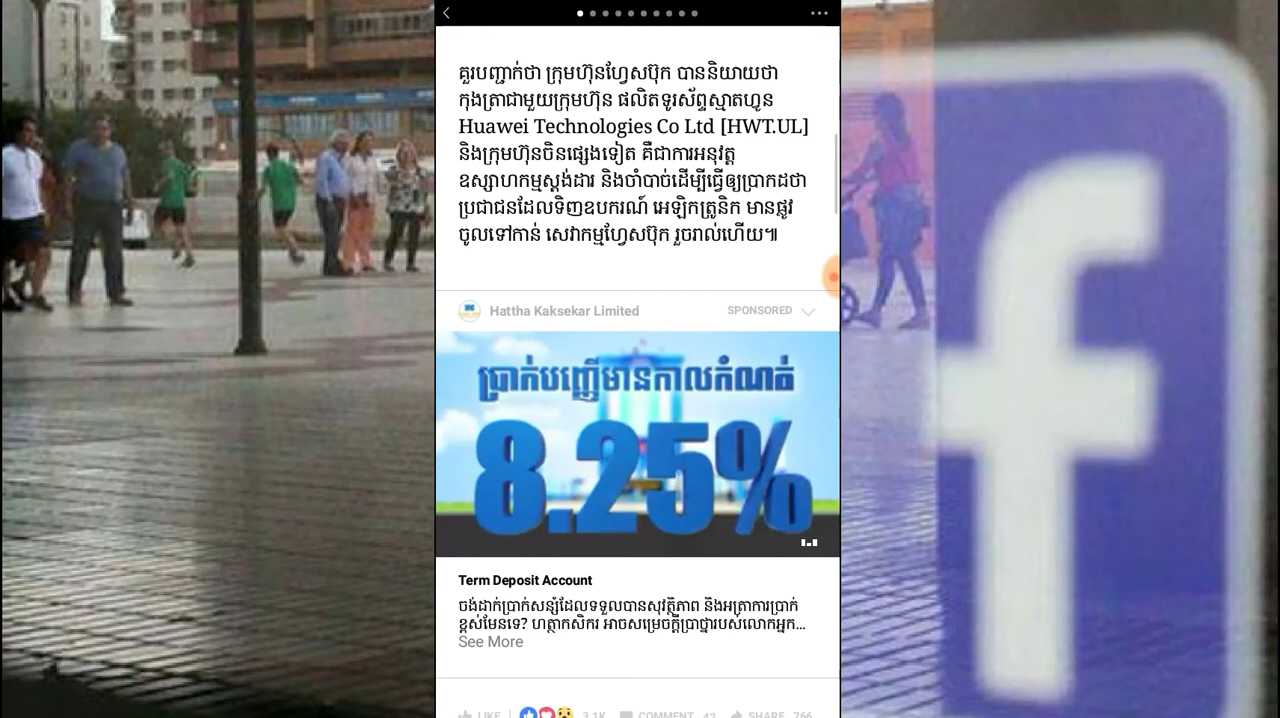 គួរបញ្ជាក់ថា ក្រុមហ៊ុនហ្វែសប៊ុក បាននិយាយថា
កុងត្រាជាមួយក្រុមហ៊ុន ផលិតទូរស័ព្ទស្មាតហ្វូន
Huawei Technologies Co Ltd [HWT.UL]
និងក្រុមហ៊ុនចិនផ្សេងទៀត គឺជាការអនុវត្ត
ឧស្សាហកម្មស្តង់ដារ និងចាំបាច់ដើម្បីធ្វើឲ្យប្រាកដថា
ប្រជាជនដែលទិញឧបករណ៍ អេឡិកត្រូនិក មានផ្លូវ
ចូលទៅកាន់ សេវាកម្មហ្វែសប៊ុក រួចរាល់ហើយ៕
Hattha Kaksekar Limited SPONSORED
ប្រាក់បញ្ញើមានកាលកំណត់
8.25%
Term Deposit Account
ចង់ដាក់ប្រាក់សន្សំដែលទទួលបានសុវត្ថិភាព និងអត្រាការប្រាក់
ខ្ពស់មែនទេ? ហត្ថាកសិករ អាចសម្រេចក្តីប្រាថ្នារបស់លោកអ្នក...
See More
LIKE 3.1K COMMENT 42 SHARE 766
f